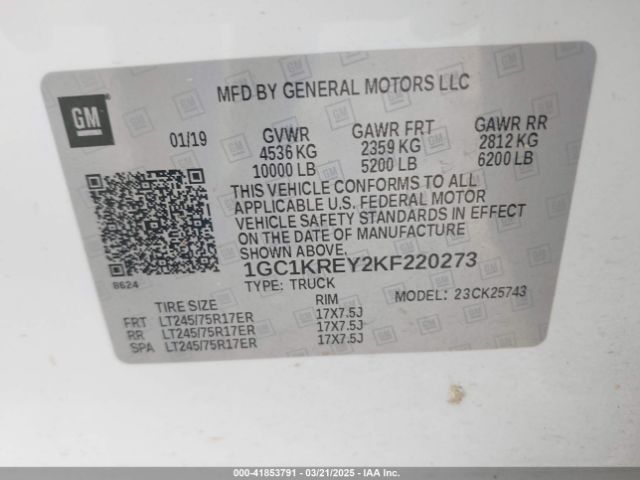 GM
MFD BY GENERAL MOTORS LLC
01/19 GVWR GAWR FRT GAWR RR
4536 KG 2359 KG 2812 KG
10000 LB 5200 LB 6200 LB
THIS VEHICLE CONFORMS TO ALL
APPLICABLE U.S. FEDERAL MOTOR
VEHICLE SAFETY STANDARDS IN EFFECT
ON THE DATE OF MANUFACTURE
SHOWN ABOVE.
1GC1KREY2KF220273
8624
TYPE: TRUCK MODEL: 23CK25743
TIRE SIZE RIM
FRT LT245/75R17ER 17X7.5J
RR LT245/75R17ER 17X7.5J
SPA LT245/75R17ER 17X7.5J
000-41853791 - 03/21/2025 - IAAI.COM